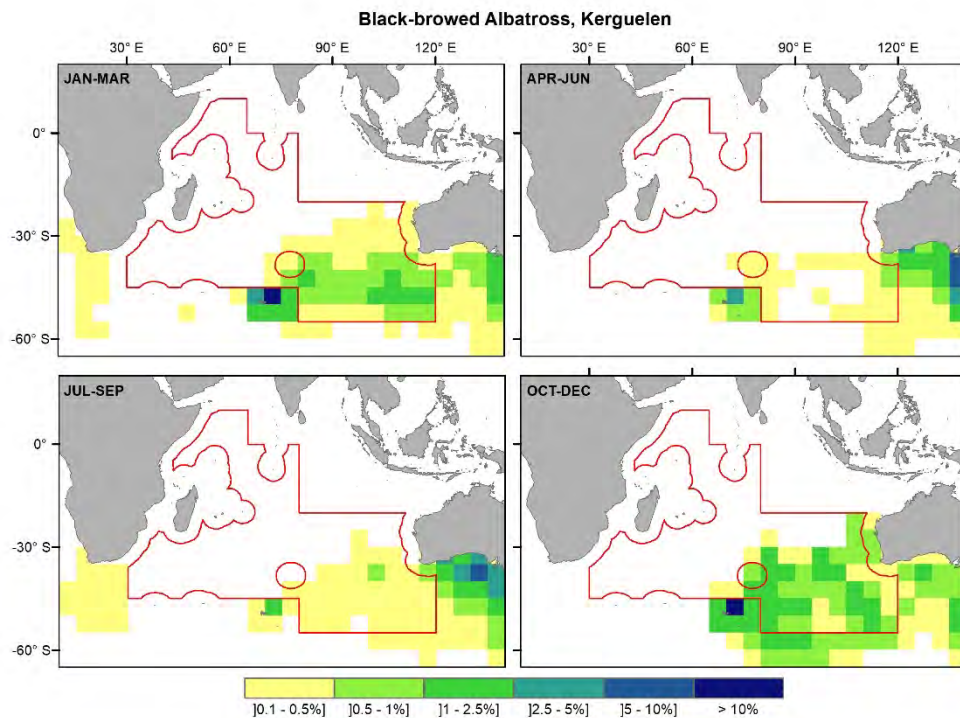 Black-browed Albatross, Kerguelen
30° E 60° E 90° E 120° E 30° E 60° E 90° E 120° E
JAN-MAR APR-JUN
0°
-30° S
-60° S
JUL-SEP OCT-DEC
0°
-30° S
-60° S
]0.1 - 0.5%] ]0.5 - 1%] ]1 - 2.5%] ]2.5 - 5%] ]5 - 10%] > 10%